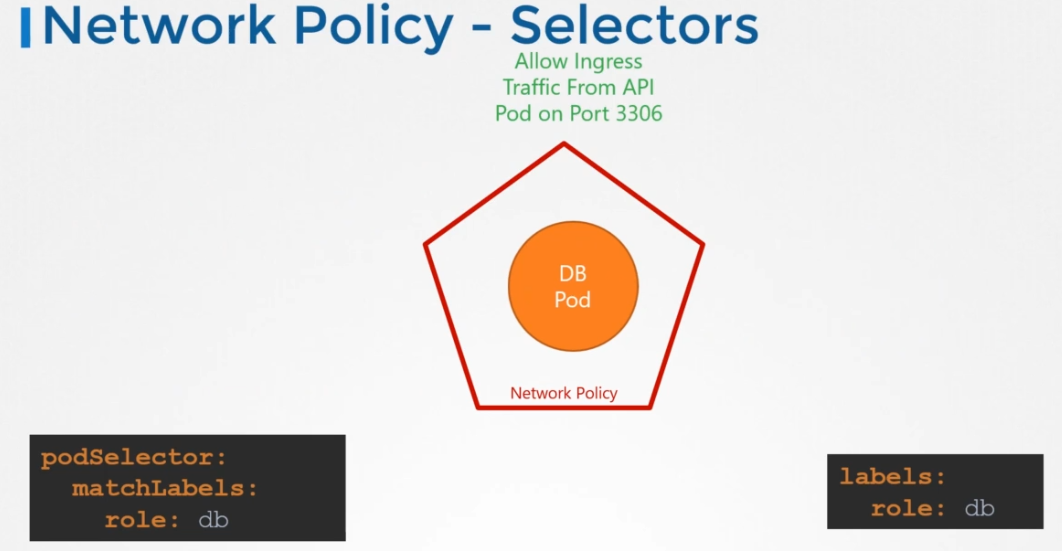 Network Policy - Selectors
Allow Ingress
Traffic From API
Pod on Port 3306
DB
Pod
Network Policy
podSelector:
matchLabels:
role: db
labels:
role: db